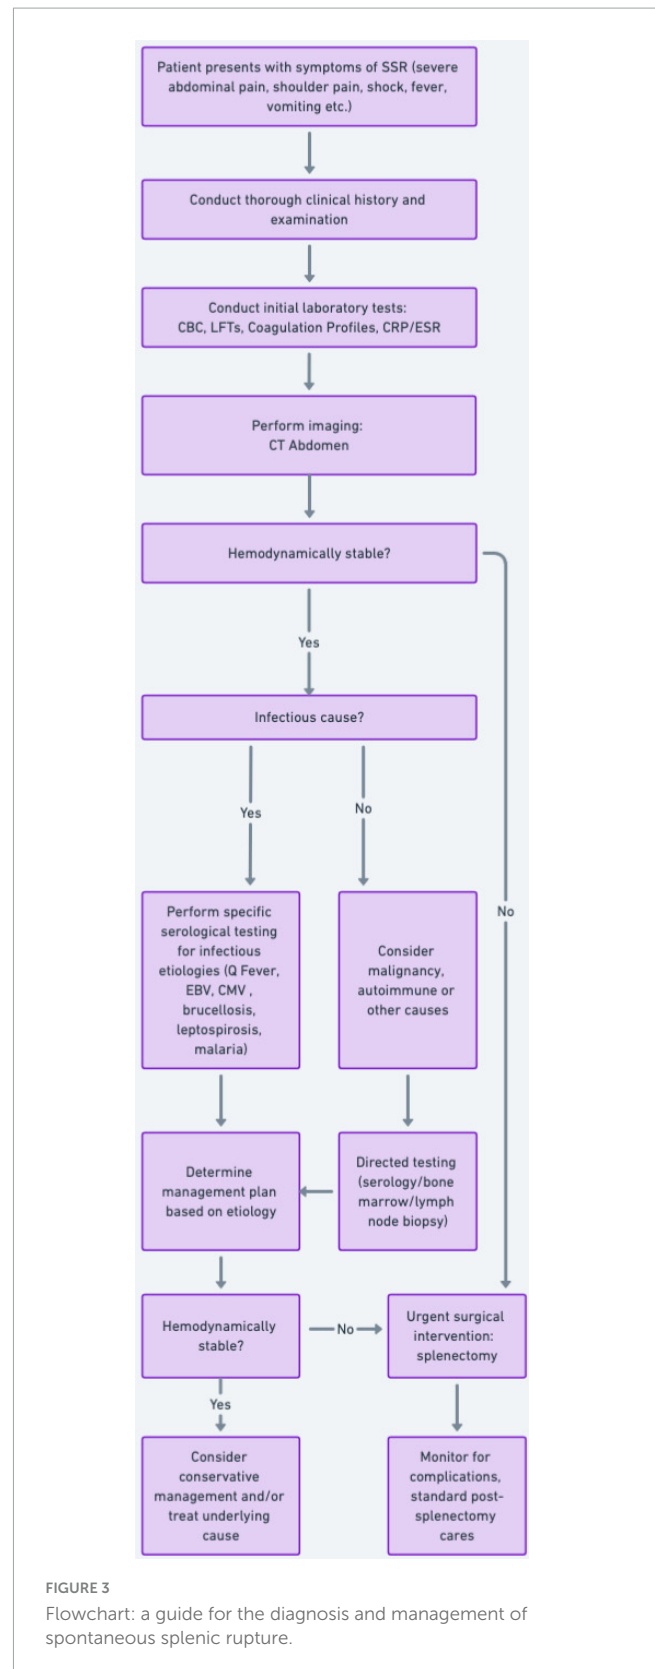 Patient presents with symptoms of SSR (severe
abdominal pain, shoulder pain, shock, fever,
vomiting etc.)
Conduct thorough clinical history and
examination
Conduct initial laboratory tests:
CBC, LFTs, Coagulation Profiles, CRP/ESR
Perform imaging:
CT Abdomen
Hemodynamically stable?
Yes
Infectious cause?
Yes
No
No
Perform specific
serological testing
for infectious
etiologies (Q Fever,
EBV, CMV ,
brucellosis,
leptospirosis,
malaria)
Consider
malignancy,
autoimmune or
other causes
Determine
management plan
based on etiology
Directed testing
(serology/bone
marrow/lymph
node biopsy)
Hemodynamically
stable?
No
Urgent surgical
intervention:
splenectomy
Yes
Consider
conservative
management and/or
treat underlying
cause
Monitor for
complications,
standard post-
splenectomy
cares
FIGURE 3
Flowchart: a guide for the diagnosis and management of
spontaneous splenic rupture.